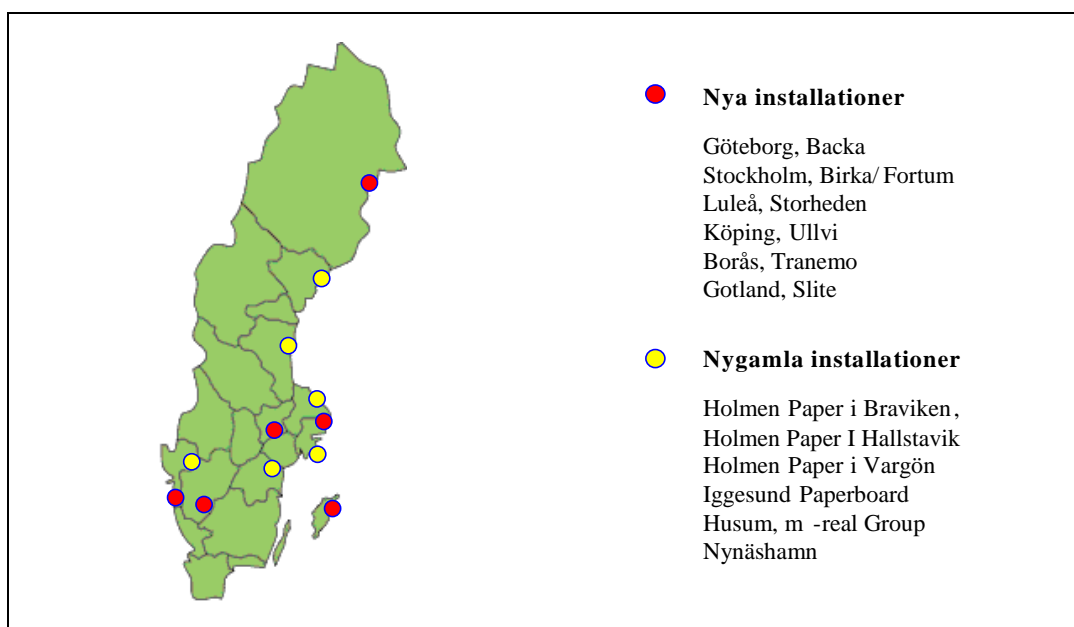 Nya installationer
Göteborg, Backa
Stockholm, Birka/Fortum
Luleå, Storheden
Köping, Ullvi
Borås, Tranemo
Gotland, Slite
Nygamla installationer
Holmen Paper i Braviken,
Holmen Paper I Hallstavik
Holmen Paper i Vargön
Iggesund Paperboard
Husum, m -real Group
Nynäshamn